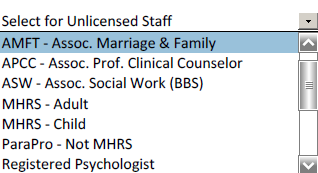 Select for Unlicensed Staff
AMFT - Assoc. Marriage & Family
APCC - Assoc. Prof. Clinical Counselor
ASW - Assoc. Social Work (BBS)
MHRS - Adult
MHRS - Child
ParaPro - Not MHRS
Registered Psychologist